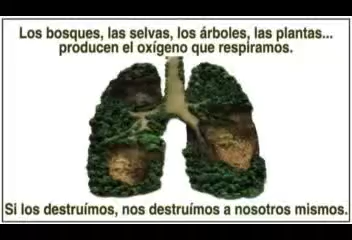 Los bosques, las selvas, los árboles, las plantas...
producen el oxígeno que respiramos.
Si los destruímos, nos destruímos a nosotros mismos.